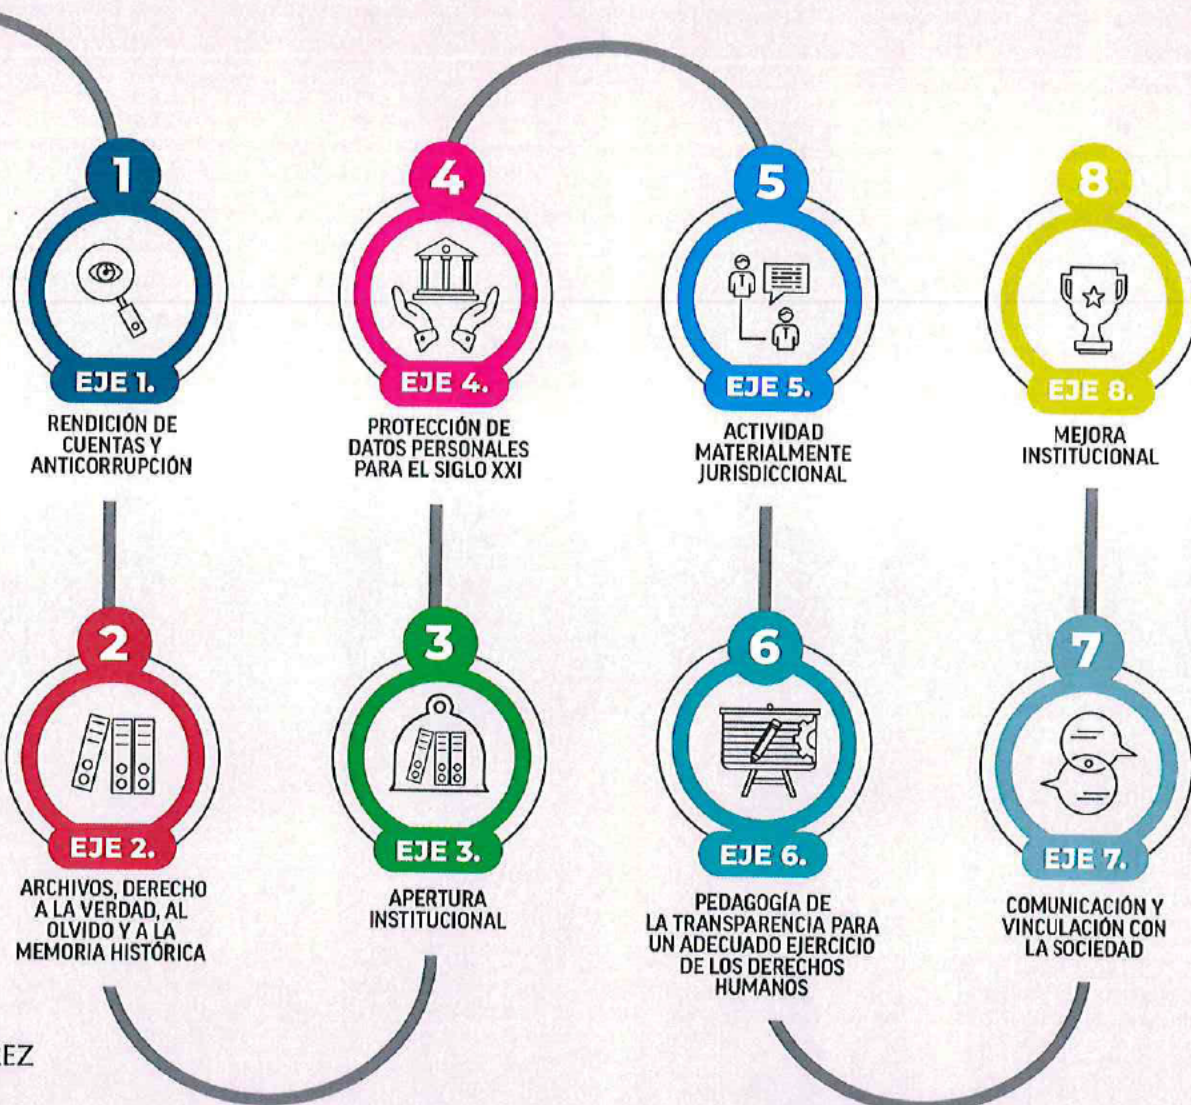 1
EJE 1.
RENDICIÓN DE
CUENTAS Y
ANTICORRUPCIÓN
2
EJE 2.
ARCHIVOS, DERECHO
A LA VERDAD, AL
OLVIDO Y A LA
MEMORIA HISTÓRICA
3
EJE 3.
APERTURA
INSTITUCIONAL
4
EJE 4.
PROTECCIÓN DE
DATOS PERSONALES
PARA EL SIGLO XXI
5
EJE 5.
ACTIVIDAD
MATERIALMENTE
JURISDICCIONAL
6
EJE 6.
PEDAGOGÍA DE
LA TRANSPARENCIA PARA
UN ADECUADO EJERCICIO
DE LOS DERECHOS
HUMANOS
7
EJE 7.
COMUNICACIÓN Y
VINCULACIÓN CON
LA SOCIEDAD
8
EJE 8.
MEJORA
INSTITUCIONAL